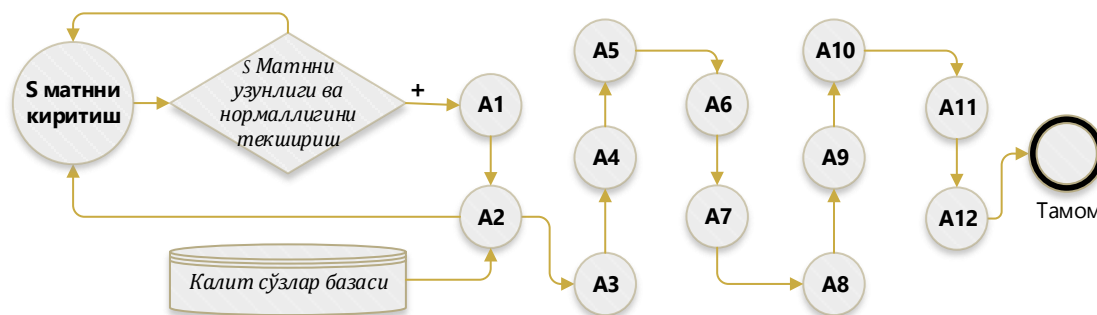 S матнни
киритиш
S Матнни
узунлиги ва
нормаллигини
текшириш
+
A1
A2
Калит сўзлар базаси
A3
A4
A5
A6
A7
A8
A9
A10
A11
A12
Тамом